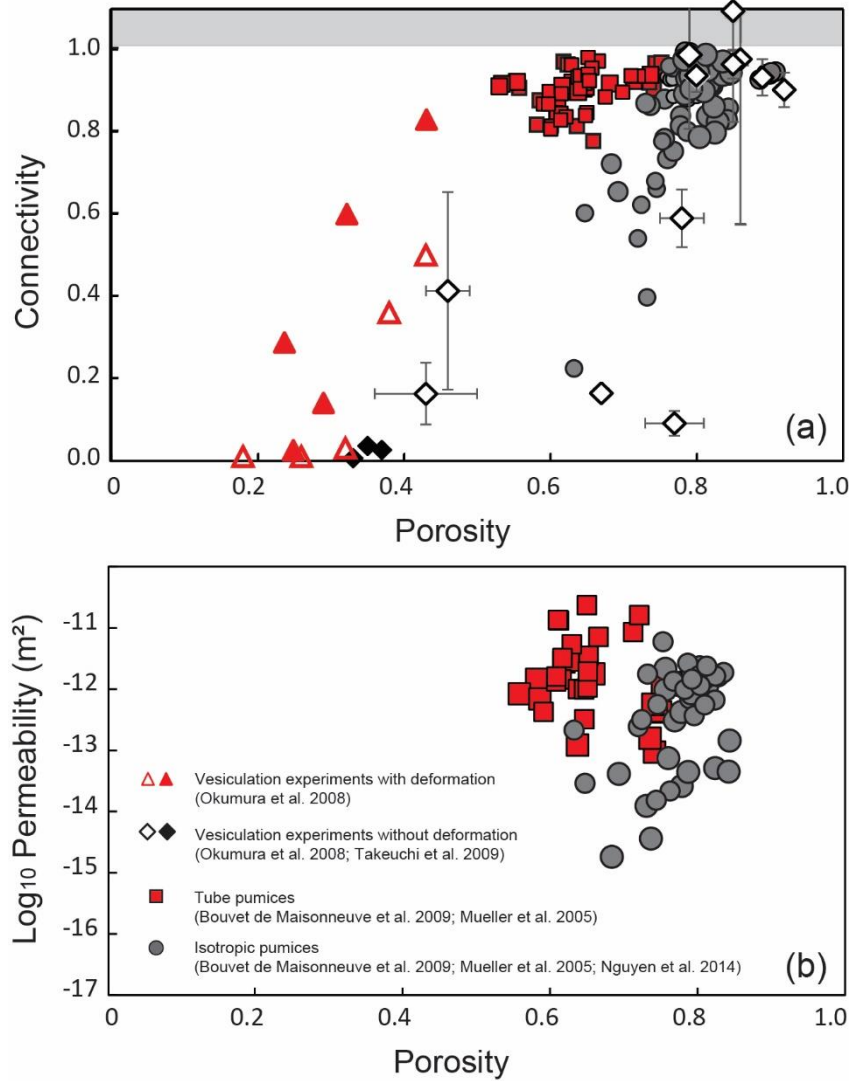 1.0
0.8
0.6
0.4
0.2
0.0
Connectivity
(a)
0 0.2 0.4 0.6 0.8 1.0
Porosity
-11
-12
-13
-14
-15
-16
-17
Log₁₀ Permeability (m²)
Vesiculation experiments with deformation
(Okumura et al. 2008)
Vesiculation experiments without deformation
(Okumura et al. 2008; Takeuchi et al. 2009)
Tube pumices
(Bouvet de Maisonneuve et al. 2009; Mueller et al. 2005)
Isotropic pumices
(Bouvet de Maisonneuve et al. 2009; Mueller et al. 2005; Nguyen et al. 2014)
(b)
0 0.2 0.4 0.6 0.8 1.0
Porosity